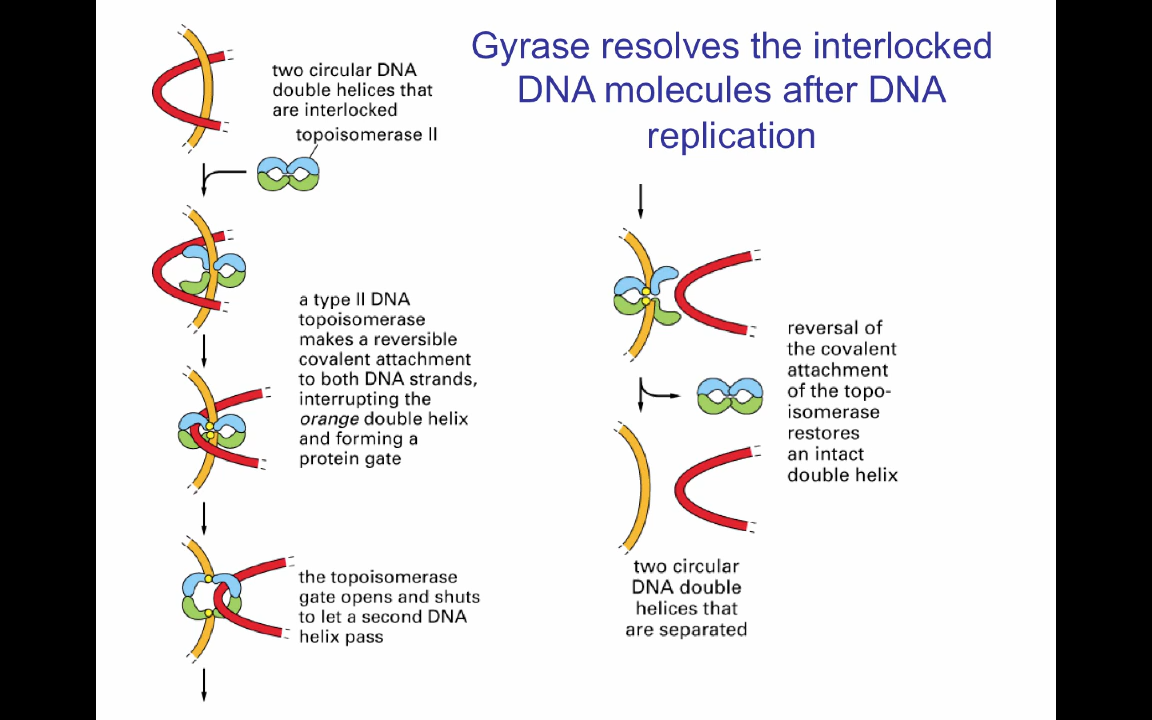 Gyrase resolves the interlocked
DNA molecules after DNA
replication
two circular DNA
double helices that
are interlocked
topoisomerase II
a type II DNA
topoisomerase
makes a reversible
covalent attachment
to both DNA strands,
interrupting the
orange double helix
and forming a
protein gate
the topoisomerase
gate opens and shuts
to let a second DNA
helix pass
reversal of
the covalent
attachment
of the topo-
isomerase
restores
an intact
double helix
two circular
DNA double
helices that
are separated